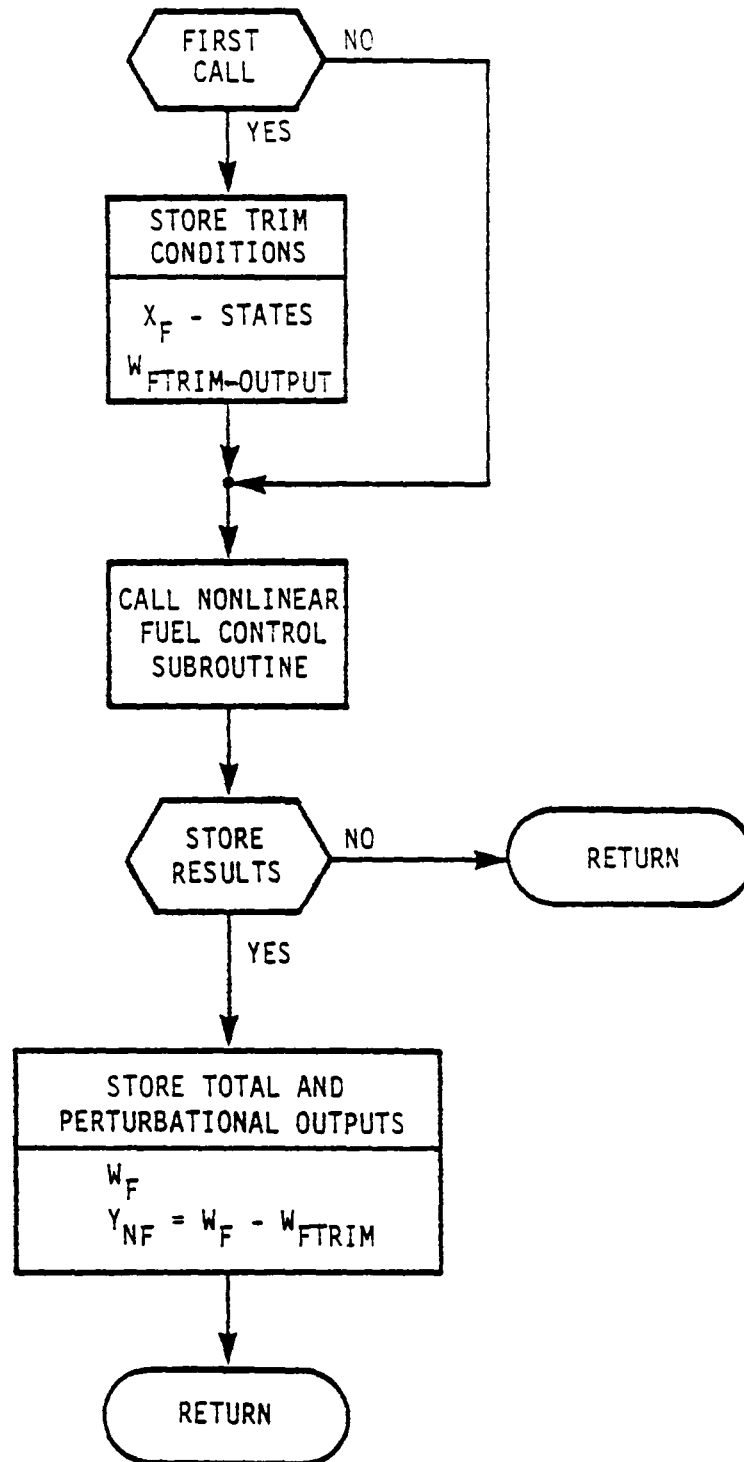 FIRST
CALL
NO
YES
STORE TRIM
CONDITIONS
X_F - STATES
W_FTRIM-OUTPUT
CALL NONLINEAR
FUEL CONTROL
SUBROUTINE
STORE
RESULTS
NO
RETURN
YES
STORE TOTAL AND
PERTURBATIONAL OUTPUTS
W_F
Y_NF = W_F - W_FTRIM
RETURN